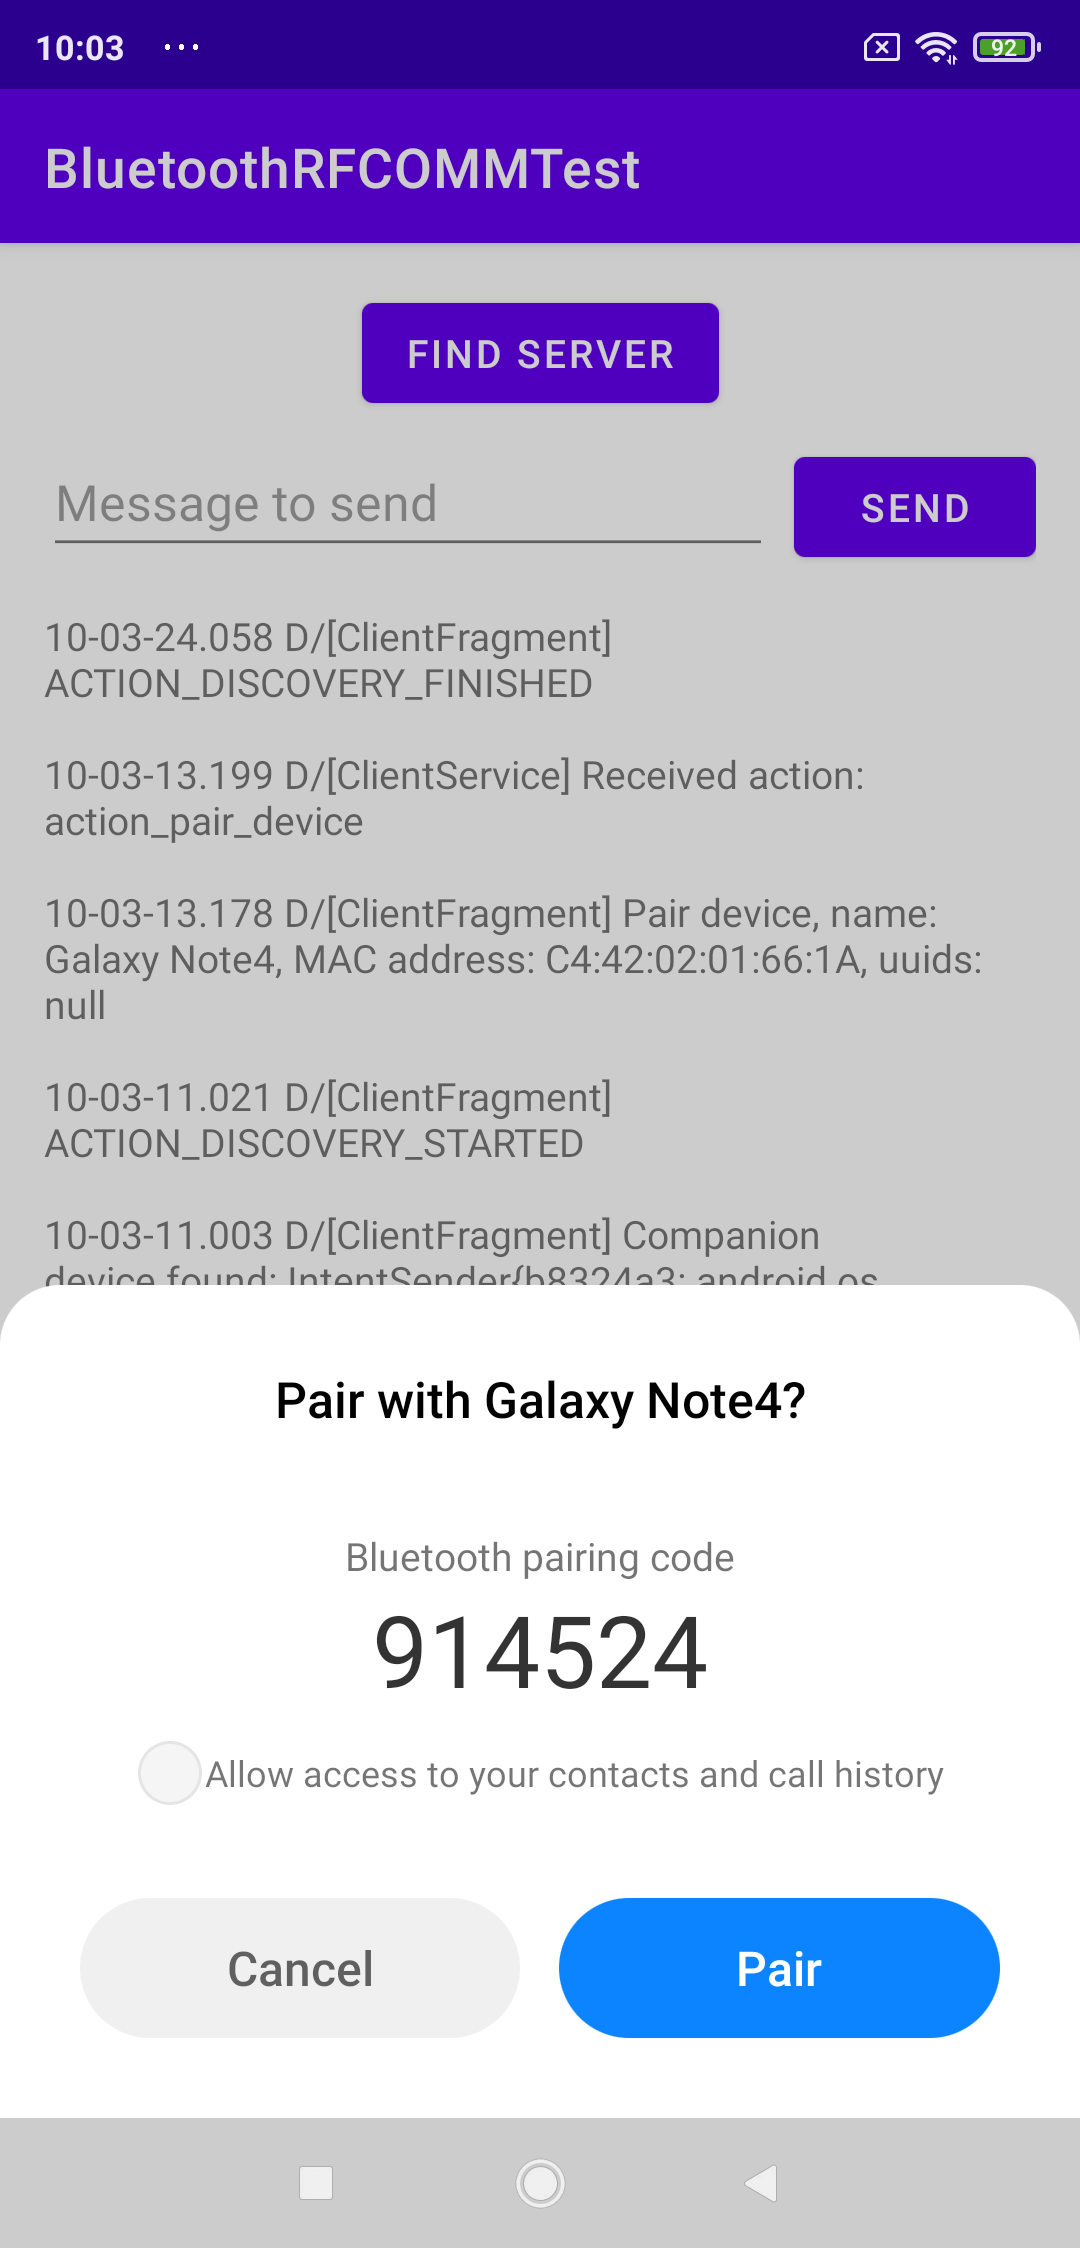 10:03 ...
92
BluetoothRFCOMMTest
FIND SERVER
Message to send
SEND
10-03-24.058 D/[ClientFragment]
ACTION_DISCOVERY_FINISHED
10-03-13.199 D/[ClientService] Received action:
action_pair_device
10-03-13.178 D/[ClientFragment] Pair device, name:
Galaxy Note4, MAC address: C4:42:02:01:66:1A, uuids:
null
10-03-11.021 D/[ClientFragment]
ACTION_DISCOVERY_STARTED
10-03-11.003 D/[ClientFragment] Companion
device found: IntentSender{b8324a3: android.os
Pair with Galaxy Note4?
Bluetooth pairing code
914524
Allow access to your contacts and call history
Cancel
Pair